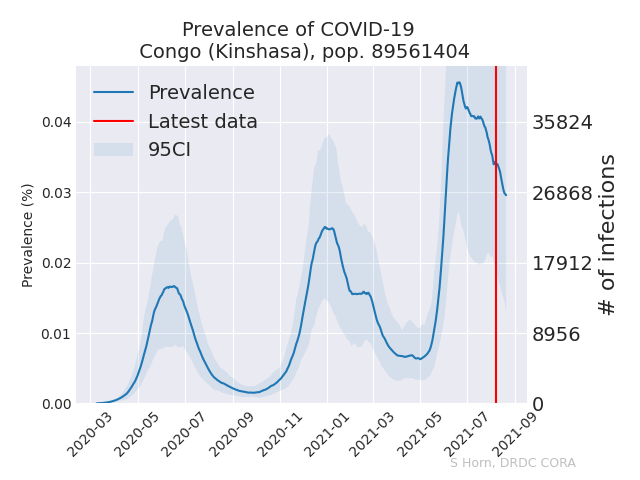 Prevalence of COVID-19
Congo (Kinshasa), pop. 89561404
Prevalence
Latest data
95CI
Prevalence (%)
0.04
0.03
0.02
0.01
0.00
35824
26868
17912
8956
0
# of infections
2020-03
2020-05
2020-07
2020-09
2020-11
2021-01
2021-03
2021-05
2021-07
2021-09
S Horn, DRDC CORA